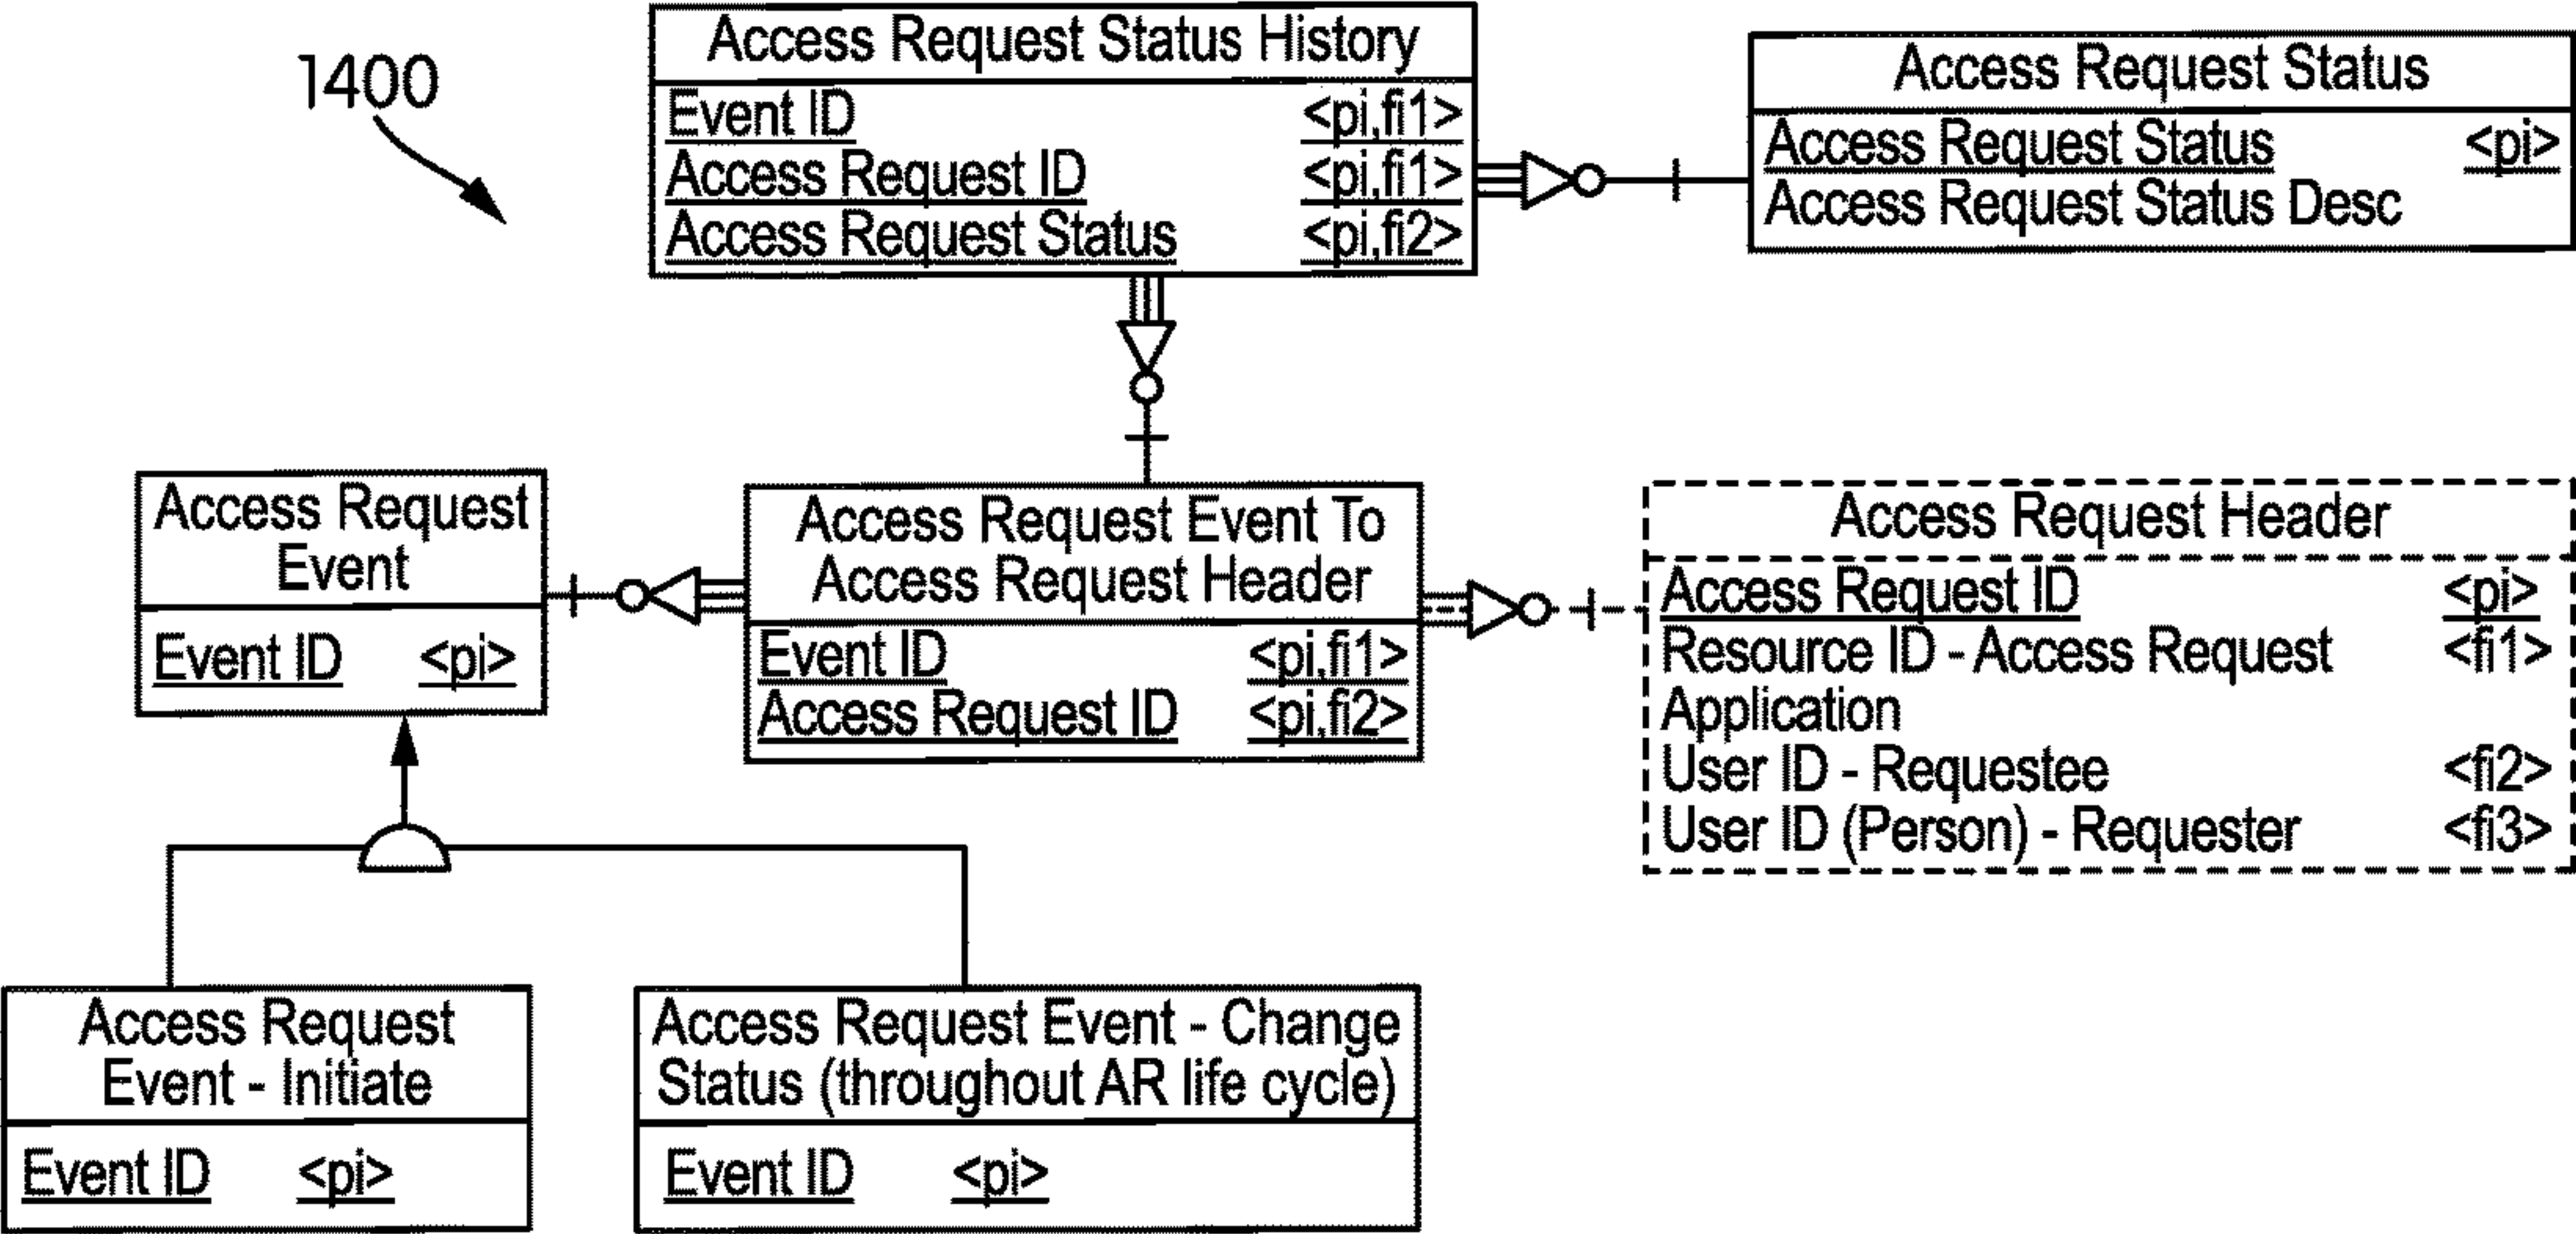 1400
Access Request Status History
Event ID <pi,fi1>
Access Request ID <pi,fi1>
Access Request Status <pi,fi2>
Access Request Status
Access Request Status <pi>
Access Request Status Desc
Access Request
Event
Event ID <pi>
Access Request Event To
Access Request Header
Event ID <pi,fi1>
Access Request ID <pi,fi2>
Access Request Header
Access Request ID <pi>
Resource ID - Access Request <fi1>
Application
User ID - Requestee <fi2>
User ID (Person) - Requester <fi3>
Access Request
Event - Initiate
Event ID <pi>
Access Request Event - Change
Status (throughout AR life cycle)
Event ID <pi>